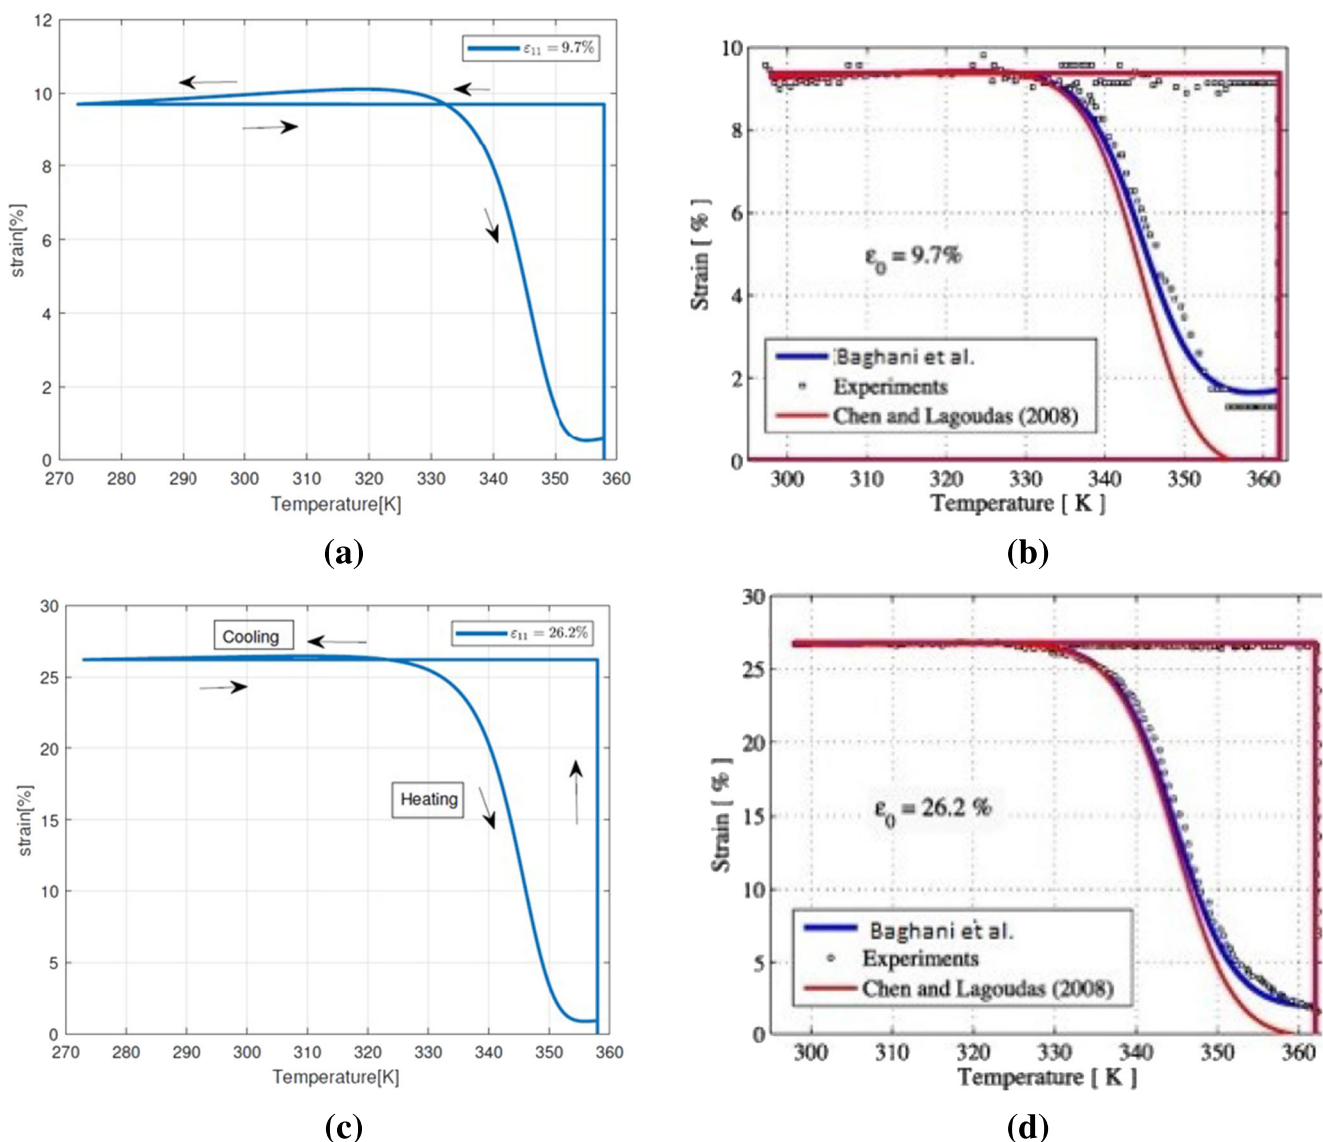 12
10
8
6
4
2
0
strain[%]
ε11 = 9.7%
270 280 290 300 310 320 330 340 350 360
Temperature[K]
(a)
10
8
6
4
2
0
Strain [ % ]
ε0 = 9.7%
Baghani et al.
Experiments
Chen and Lagoudas (2008)
300 310 320 330 340 350 360
Temperature [ K ]
(b)
30
25
20
15
10
5
0
strain[%]
Cooling
ε11 = 26.2%
Heating
270 280 290 300 310 320 330 340 350 360
Temperature[K]
(c)
30
25
20
15
10
5
0
Strain [ % ]
ε0 = 26.2 %
Baghani et al.
Experiments
Chen and Lagoudas (2008)
300 310 320 330 340 350 360
Temperature [ K ]
(d)